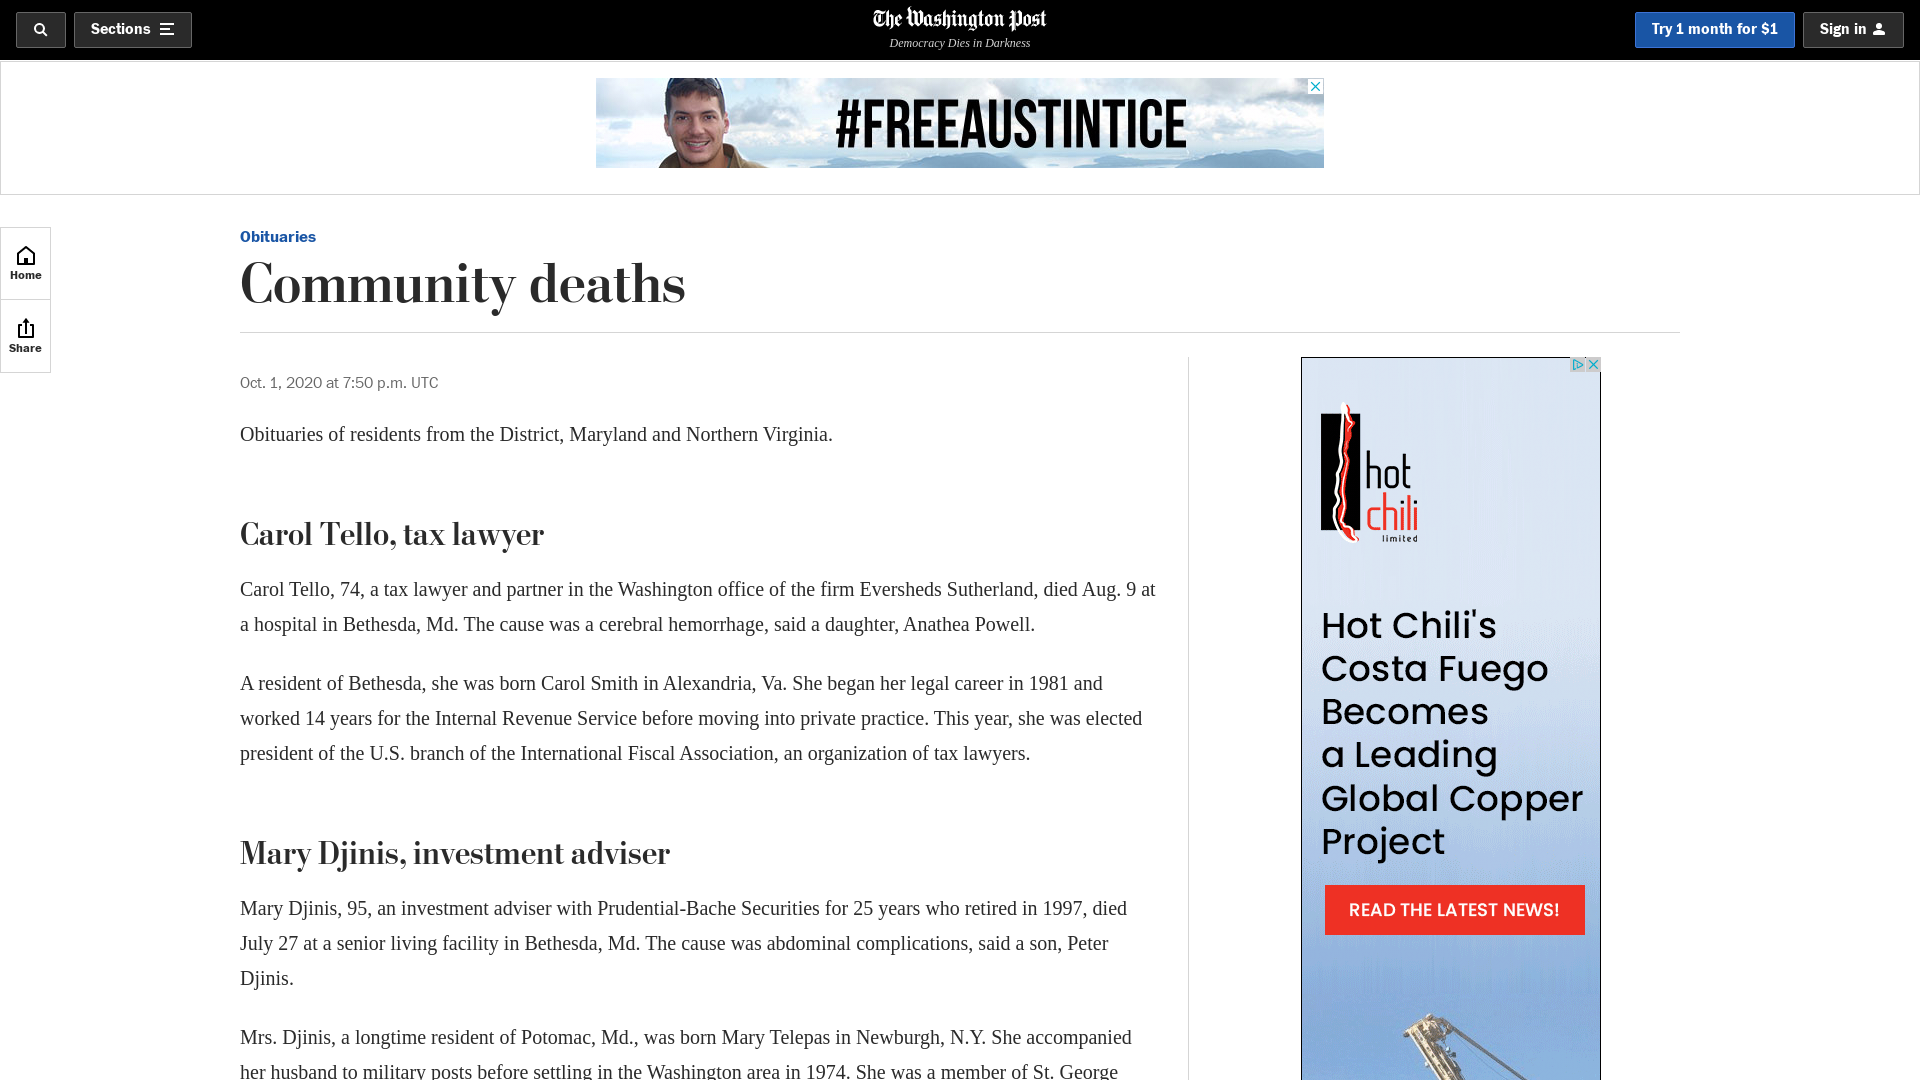 Sections
The Washington Post
Democracy Dies in Darkness
Try 1 month for $1
Sign in
#FREEAUSTINTICE
Home
Share
Obituaries
Community deaths
Oct. 1, 2020 at 7:50 p.m. UTC
Obituaries of residents from the District, Maryland and Northern Virginia.
Carol Tello, tax lawyer
Carol Tello, 74, a tax lawyer and partner in the Washington office of the firm Eversheds Sutherland, died Aug. 9 at
a hospital in Bethesda, Md. The cause was a cerebral hemorrhage, said a daughter, Anathea Powell.
A resident of Bethesda, she was born Carol Smith in Alexandria, Va. She began her legal career in 1981 and
worked 14 years for the Internal Revenue Service before moving into private practice. This year, she was elected
president of the U.S. branch of the International Fiscal Association, an organization of tax lawyers.
Mary Djinis, investment adviser
Mary Djinis, 95, an investment adviser with Prudential-Bache Securities for 25 years who retired in 1997, died
July 27 at a senior living facility in Bethesda, Md. The cause was abdominal complications, said a son, Peter
Djinis.
Mrs. Djinis, a longtime resident of Potomac, Md., was born Mary Telepas in Newburgh, N.Y. She accompanied
her husband to military posts before settling in the Washington area in 1974. She was a member of St. George
hot
chili
limited
Hot Chili's
Costa Fuego
Becomes
a Leading
Global Copper
Project
READ THE LATEST NEWS!